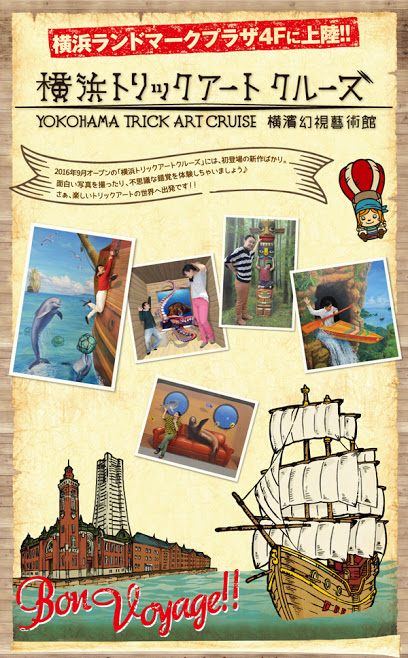 横浜ランドマークプラザ4Fに上陸!!
横浜トリックアートクルーズ
YOKOHAMA TRICK ART CRUISE 横濱幻視藝術館
2016年9月オープンの「横浜トリックアートクルーズ」には、初登場の新作ばかり。
面白い写真を撮ったり、不思議な錯覚を体験しちゃいましょう♪
さぁ、楽しいトリックアートの世界へ出発です！！
Bon Voyage!!